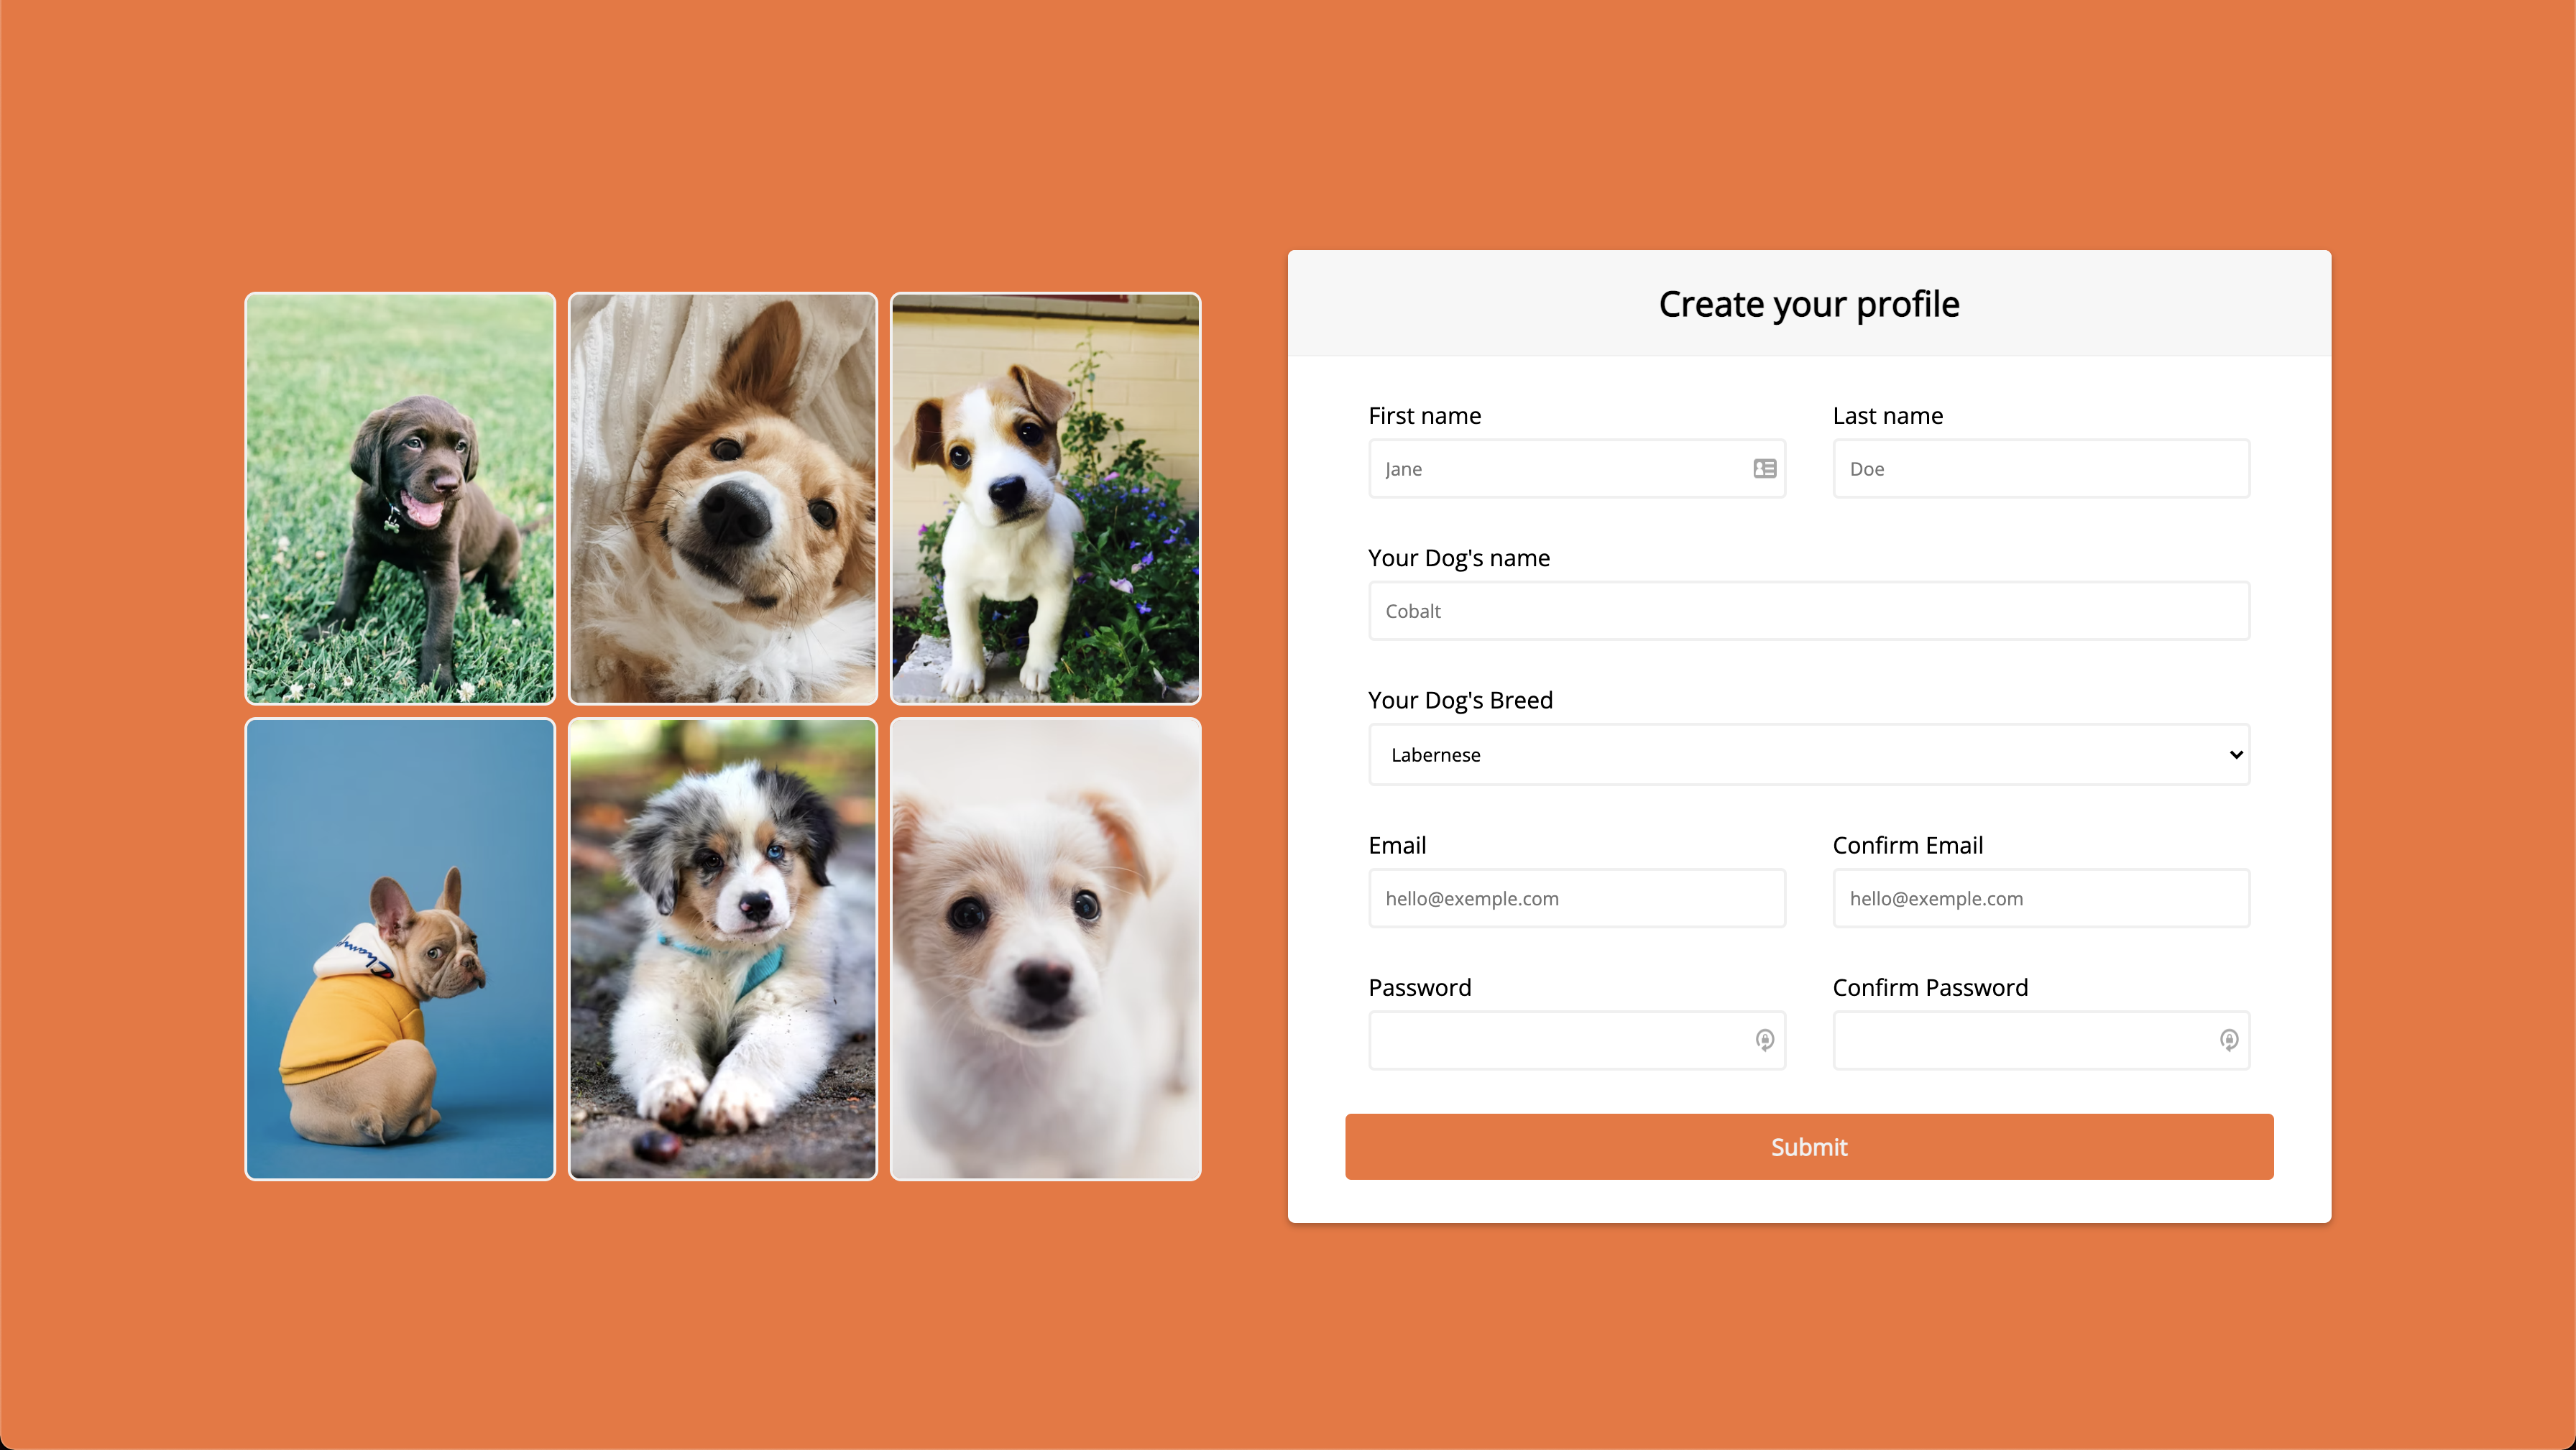 Create your profile
First name
Last name
Jane
Doe
Your Dog's name
Cobalt
Your Dog's Breed
Labernese
Email
Confirm Email
hello@exemple.com
hello@exemple.com
Password
Confirm Password
Submit
Champ